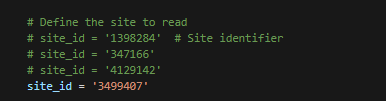 # Define the site to read
# site_id = '1398284'  # Site identifier
# site_id = '347166'
# site_id = '4129142'
site_id = '3499407'